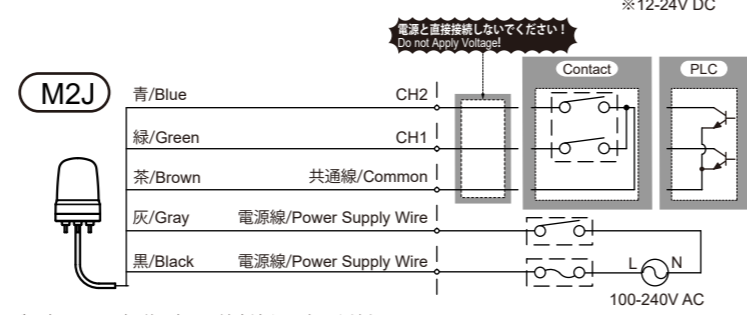 ※12-24V DC
電源と直接接続しないでください！
Do not Apply Voltage!
Contact
PLC
M2J
青/Blue
CH2
緑/Green
CH1
茶/Brown
共通線/Common
灰/Gray
電源線/Power Supply Wire
黒/Black
電源線/Power Supply Wire
L
N
100-240V AC